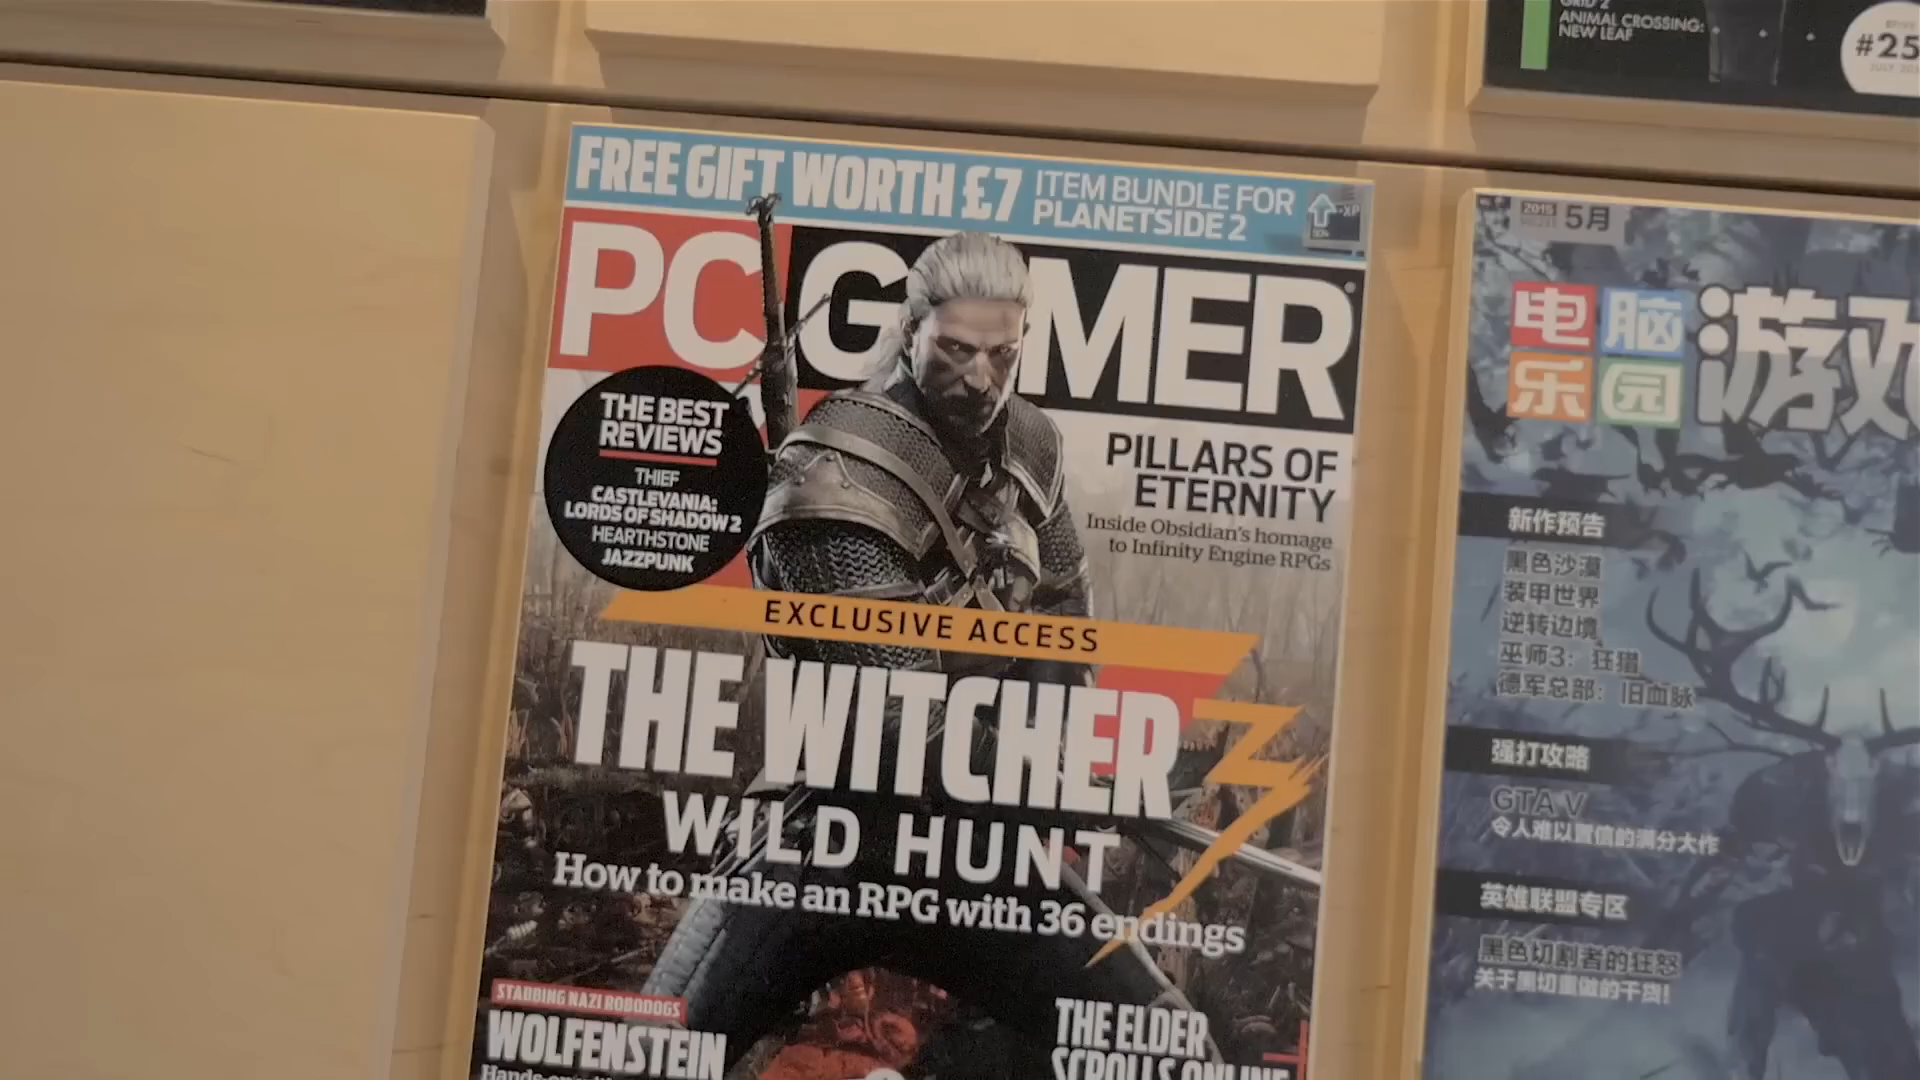 GRID 2
ANIMAL CROSSING:
NEW LEAF
#25
FREE GIFT WORTH £7
ITEM BUNDLE FOR
PLANETSIDE 2
PC GAMER
THE BEST
REVIEWS
THIEF
CASTLEVANIA:
LORDS OF SHADOW 2
HEARTHSTONE
JAZZPUNK
PILLARS OF
ETERNITY
Inside Obsidian's homage
to Infinity Engine RPGs
EXCLUSIVE ACCESS
THE WITCHER 3
WILD HUNT
How to make an RPG with 36 endings
STABBING NAZI ROBODOGS
WOLFENSTEIN
THE ELDER
SCROLLS ONLINE
2015 5月
电脑
乐园
游戏
新作预告
黑色沙漠
装甲世界
逆转边境
巫师3：狂猎
德军总部：旧血脉
强打攻略
GTA V
令人难以置信的满分大作
英雄联盟专区
黑色切割者的狂怒
关于黑切重做的干货!